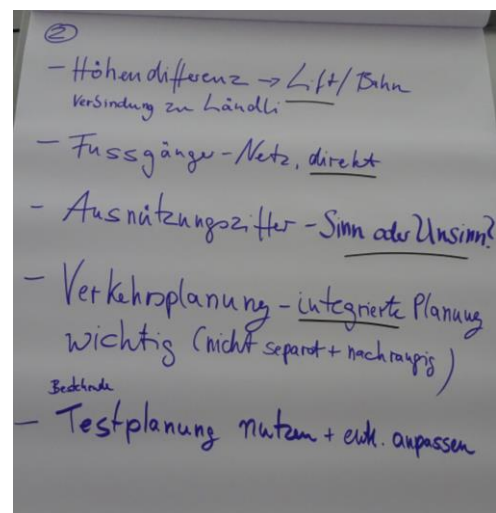 ②
- Höhendifferenz → Lift/Bahn
Verbindung zu Ländli
- Fussgänger-Netz, direkt
- Ausnützungsziffer - Sinn oder Unsinn?
- Verkehrsplanung - integrierte Planung
wichtig (nicht separat + nachrangig)
- Testplanung nutzen + evtl. anpassen